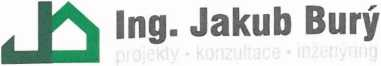 Ing. Jakub Burý
projekty • konzultace • inženýring